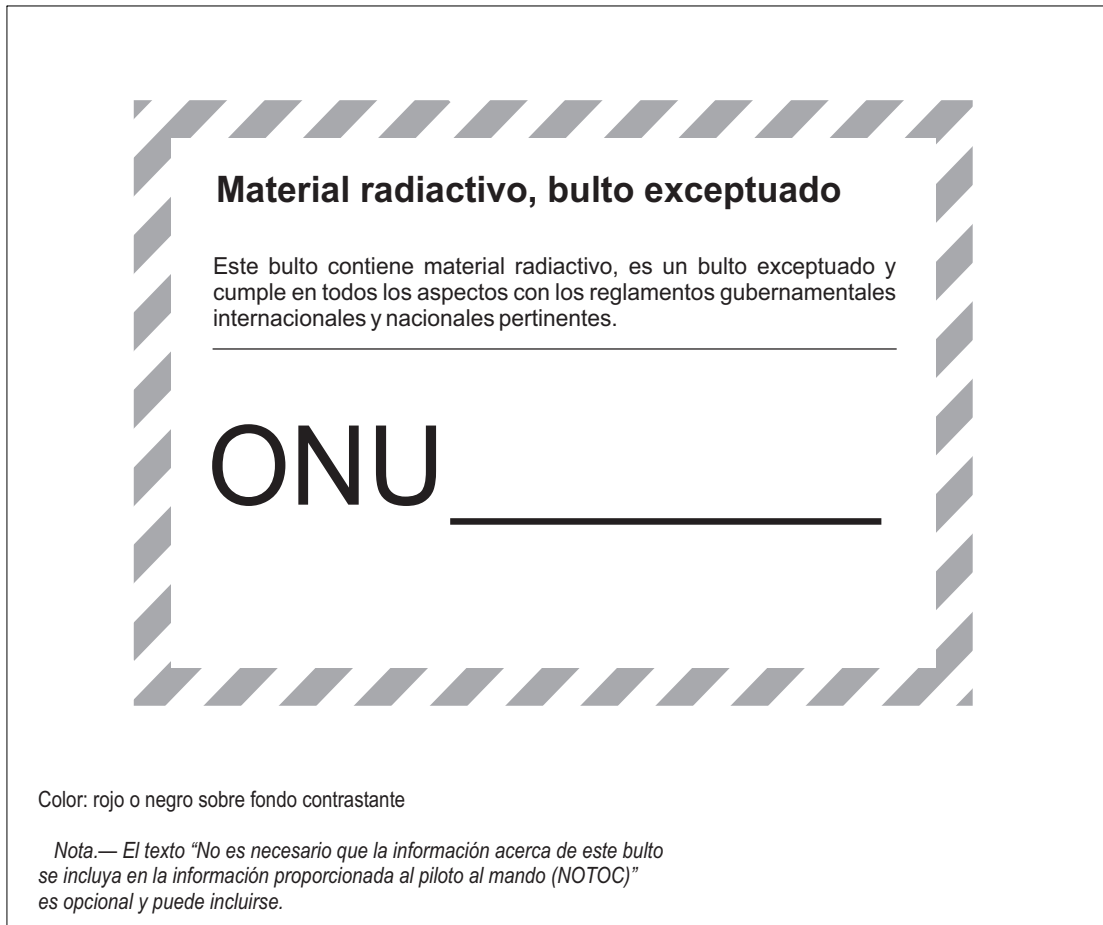 Material radiactivo, bulto exceptuado
Este bulto contiene material radiactivo, es un bulto exceptuado y
cumple en todos los aspectos con los reglamentos gubernamentales
internacionales y nacionales pertinentes.
ONU
Color: rojo o negro sobre fondo contrastante
Nota.— El texto “No es necesario que la información acerca de este bulto
se incluya en la información proporcionada al piloto al mando (NOTOC)”
es opcional y puede incluirse.